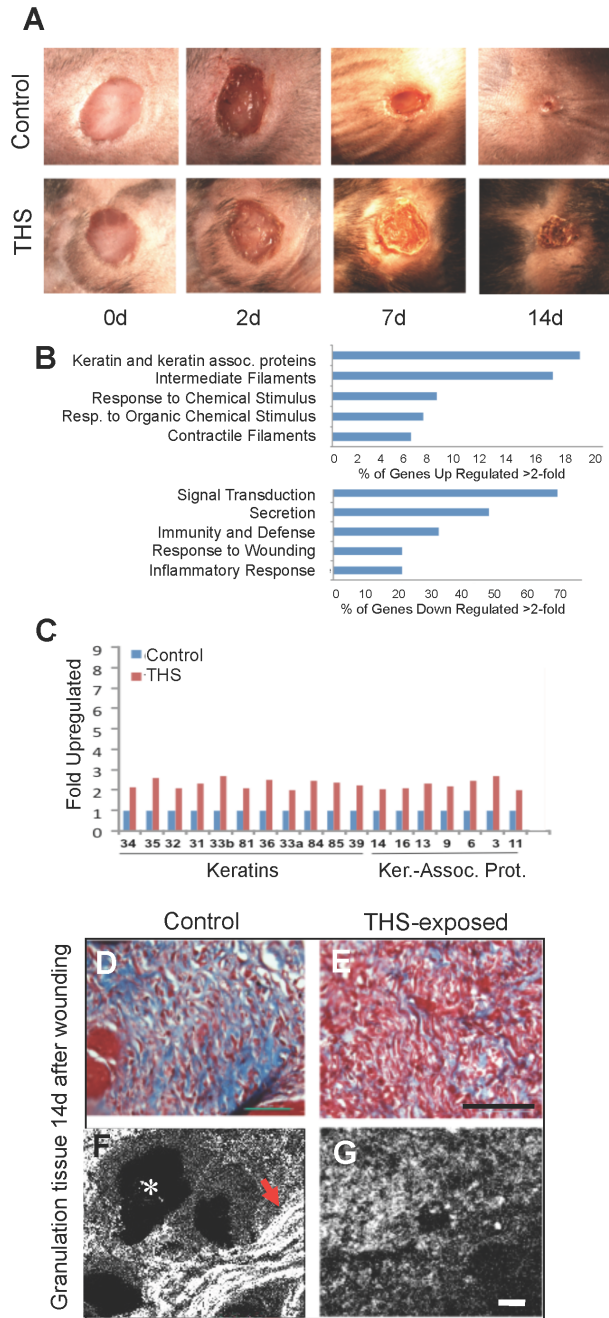 A
Control
THS
0d 2d 7d 14d
B
Keratin and keratin assoc. proteins
Intermediate Filaments
Response to Chemical Stimulus
Resp. to Organic Chemical Stimulus
Contractile Filaments
0 2 4 6 8 10 12 14 16 17 18 20
% of Genes Up Regulated >2-fold
Signal Transduction
Secretion
Immunity and Defense
Response to Wounding
Inflammatory Response
0 10 20 30 40 50 60 70
% of Genes Down Regulated >2-fold
C
Fold Upregulated
9
8
7
6
5
4
3
2
1
0
Control
THS
34 35 32 31 33b 81 36 33a 84 85 39 14 16 13 9 6 3 11
Keratins Ker.-Assoc. Prot.
Control THS-exposed
Granulation tissue 14d after wounding
D E
F G
*